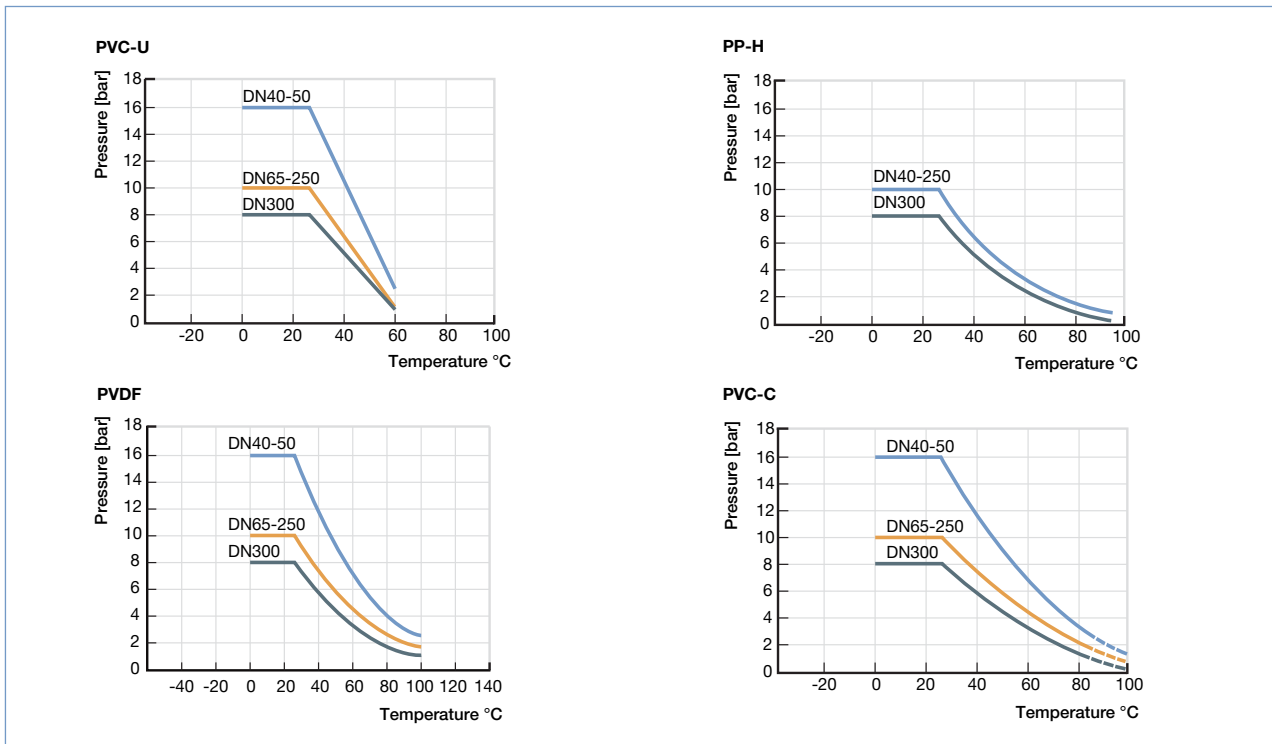 PVC-U
Pressure [bar]
18
16
14
12
10
8
6
4
2
0
DN40-50
DN65-250
DN300
-20 0 20 40 60 80 100
Temperature °C
PP-H
Pressure [bar]
18
16
14
12
10
8
6
4
2
0
DN40-250
DN300
-20 0 20 40 60 80 100
Temperature °C
PVDF
Pressure [bar]
18
16
14
12
10
8
6
4
2
0
DN40-50
DN65-250
DN300
-40 -20 0 20 40 60 80 100 120 140
Temperature °C
PVC-C
Pressure [bar]
18
16
14
12
10
8
6
4
2
0
DN40-50
DN65-250
DN300
-20 0 20 40 60 80 100
Temperature °C